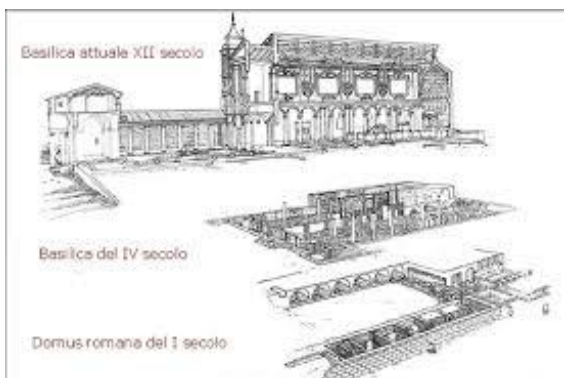 Basilica attuale XII secolo
Basilica del IV secolo
Domus romana del I secolo